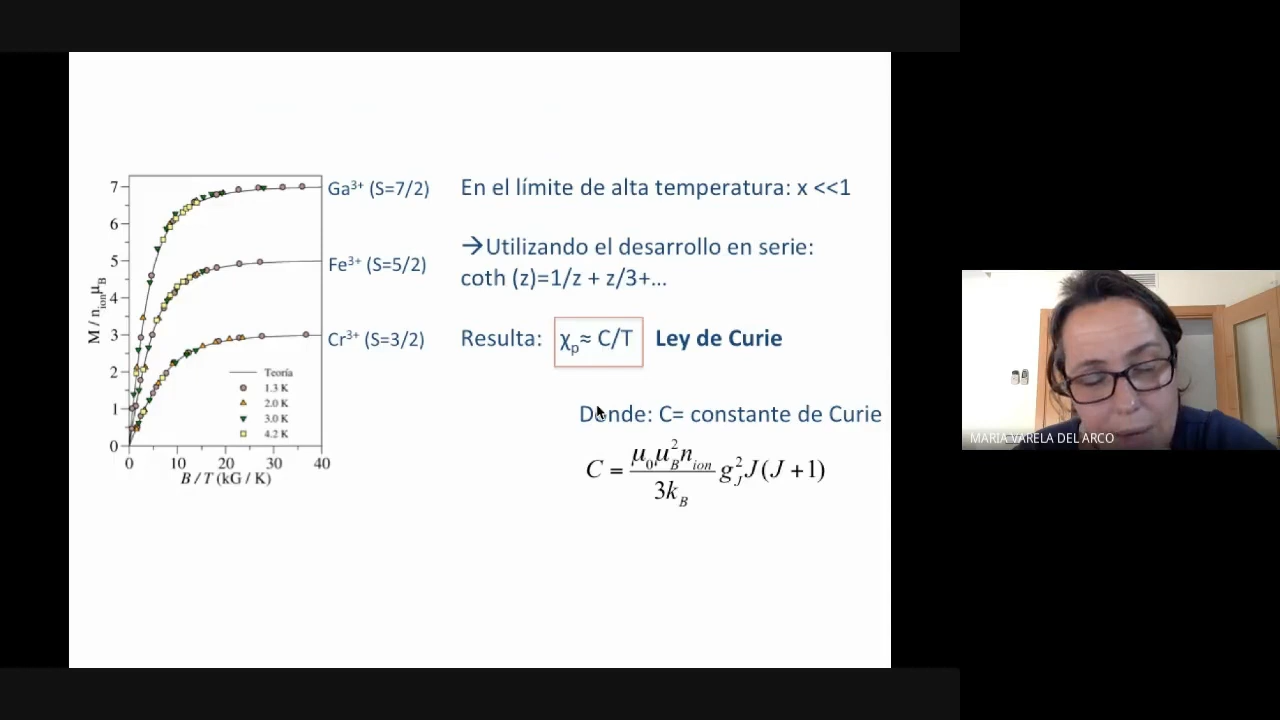 En el límite de alta temperatura: x <<1
→Utilizando el desarrollo en serie:
coth (z)=1/z + z/3+...
Resulta: χp≈ C/T Ley de Curie
Donde: C= constante de Curie
C = μ₀μ_B²n_ion / 3k_B g_J²J(J+1)
M / n_ion μ_B
7
6
5
4
3
2
1
0
0 10 20 30 40
B / T (kG / K)
Ga³⁺ (S=7/2)
Fe³⁺ (S=5/2)
Cr³⁺ (S=3/2)
Teoría
1.3 K
2.0 K
3.0 K
4.2 K
MARIA VARELA DEL ARCO